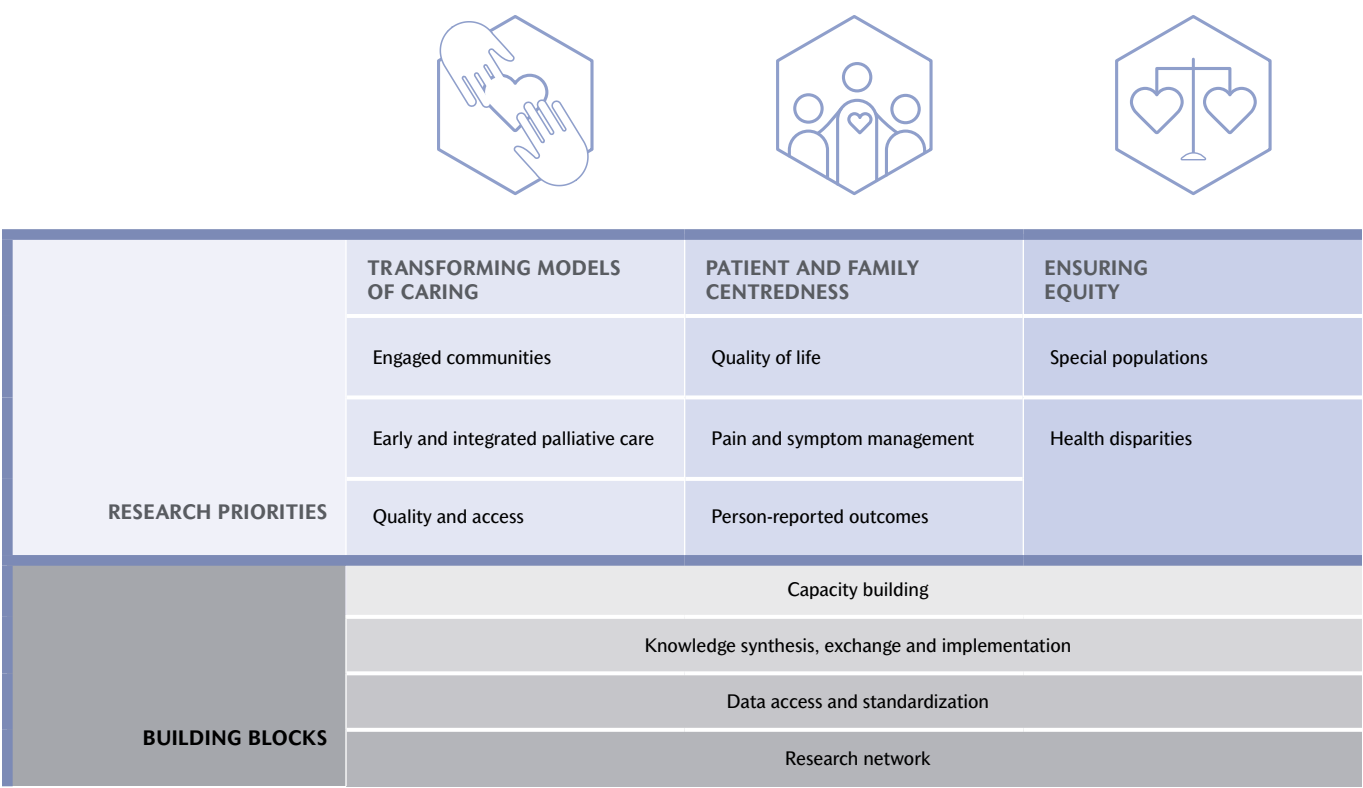 TRANSFORMING MODELS
OF CARING
PATIENT AND FAMILY
CENTREDNESS
ENSURING
EQUITY
Engaged communities
Quality of life
Special populations
Early and integrated palliative care
Pain and symptom management
Health disparities
RESEARCH PRIORITIES
Quality and access
Person-reported outcomes
Capacity building
Knowledge synthesis, exchange and implementation
Data access and standardization
BUILDING BLOCKS
Research network